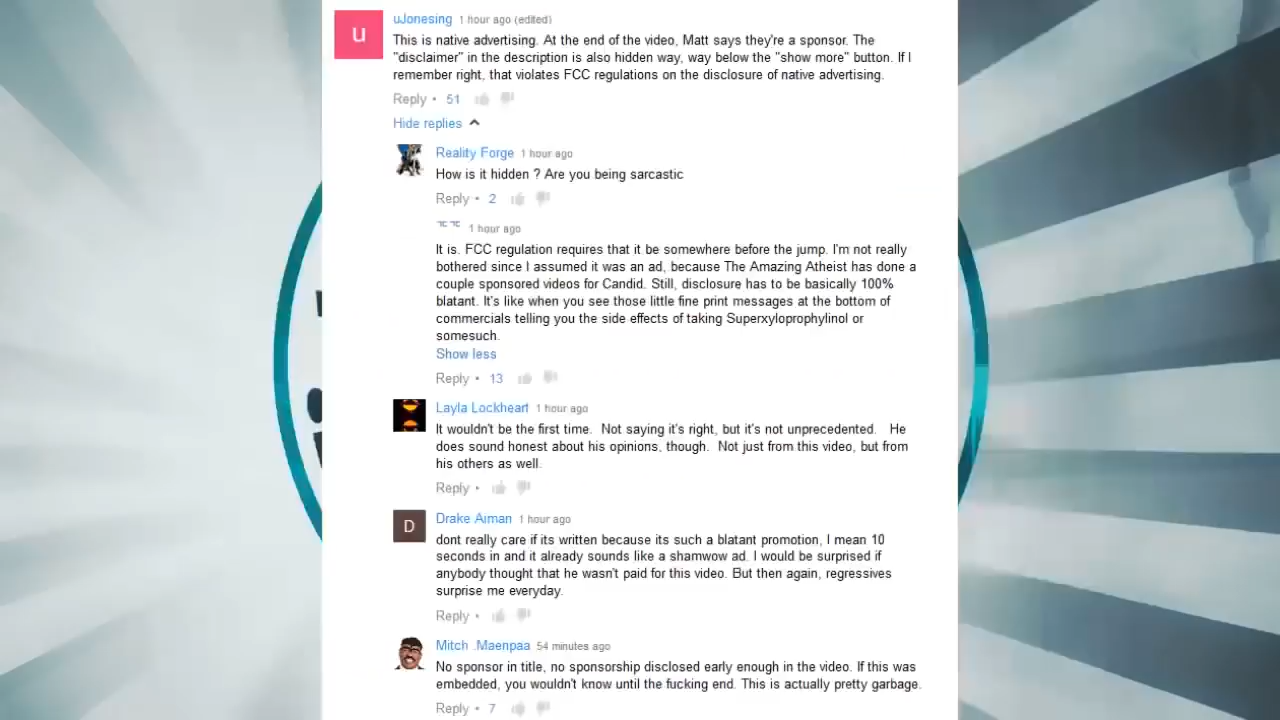 uJonesing 1 hour ago (edited)
This is native advertising. At the end of the video, Matt says they're a sponsor. The
"disclaimer" in the description is also hidden way, way below the "show more" button. If I
remember right, that violates FCC regulations on the disclosure of native advertising.
Reply • 51
Hide replies
Reality Forge 1 hour ago
How is it hidden ? Are you being sarcastic
Reply • 2
1 hour ago
It is. FCC regulation requires that it be somewhere before the jump. I'm not really
bothered since I assumed it was an ad, because The Amazing Atheist has done a
couple sponsored videos for Candid. Still, disclosure has to be basically 100%
blatant. It's like when you see those little fine print messages at the bottom of
commercials telling you the side effects of taking Superxyloprophylinol or
somesuch.
Show less
Reply • 13
Layla Lockheart 1 hour ago
It wouldn't be the first time. Not saying it's right, but it's not unprecedented. He
does sound honest about his opinions, though. Not just from this video, but from
his others as well.
Reply •
D
Drake Aiman 1 hour ago
dont really care if its written because its such a blatant promotion, I mean 10
seconds in and it already sounds like a shamwow ad. I would be surprised if
anybody thought that he wasn't paid for this video. But then again, regressives
surprise me everyday.
Reply •
Mitch .Maenpaa 54 minutes ago
No sponsor in title, no sponsorship disclosed early enough in the video. If this was
embedded, you wouldn't know until the fucking end. This is actually pretty garbage.
Reply • 7
u